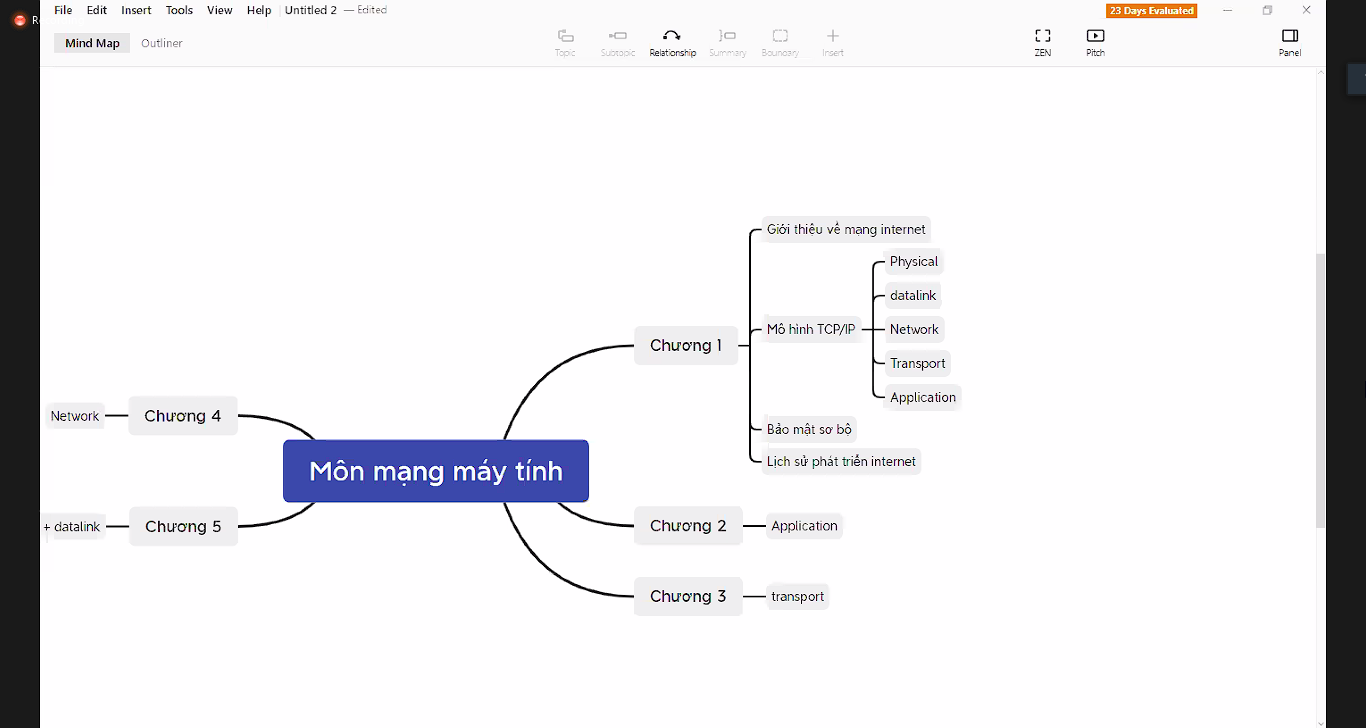 File Edit Insert Tools View Help Untitled 2 — Edited
23 Days Evaluated
Mind Map Outliner
Topic Subtopic Relationship Summary Boundary Insert ZEN Pitch Panel
Giới thiệu về mang internet
Physical
datalink
Mô hình TCP/IP
Network
Transport
Application
Chương 1
Bảo mật sơ bộ
Lịch sử phát triển internet
Network
Chương 4
Môn mạng máy tính
+ datalink
Chương 5
Chương 2
Application
Chương 3
transport